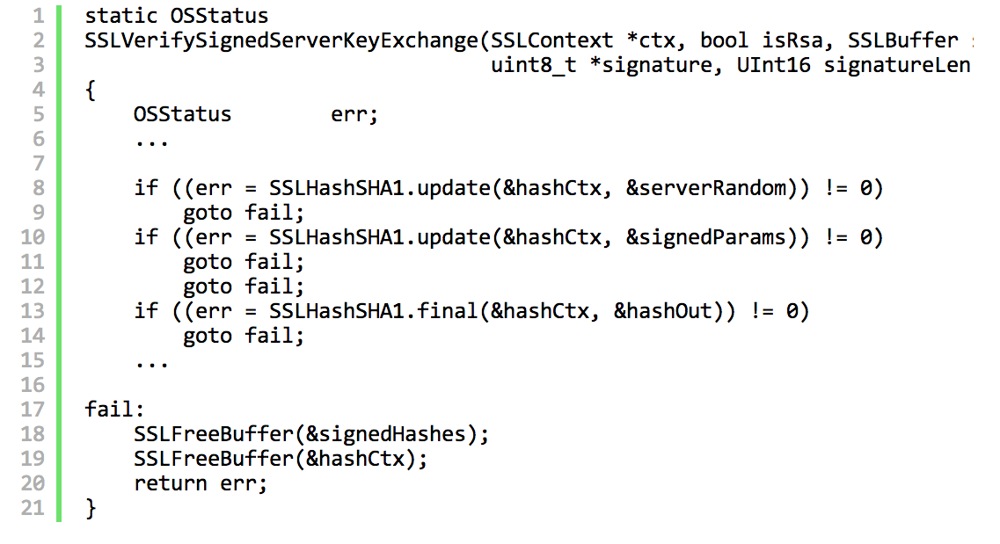 1 static OSStatus
2 SSLVerifySignedServerKeyExchange(SSLContext *ctx, bool isRsa, SSLBuffer
3                                  uint8_t *signature, UInt16 signatureLen
4 {
5     OSStatus        err;
6     ...
7
8     if ((err = SSLHashSHA1.update(&hashCtx, &serverRandom)) != 0)
9         goto fail;
10     if ((err = SSLHashSHA1.update(&hashCtx, &signedParams)) != 0)
11         goto fail;
12         goto fail;
13     if ((err = SSLHashSHA1.final(&hashCtx, &hashOut)) != 0)
14         goto fail;
15     ...
16
17 fail:
18     SSLFreeBuffer(&signedHashes);
19     SSLFreeBuffer(&hashCtx);
20     return err;
21 }